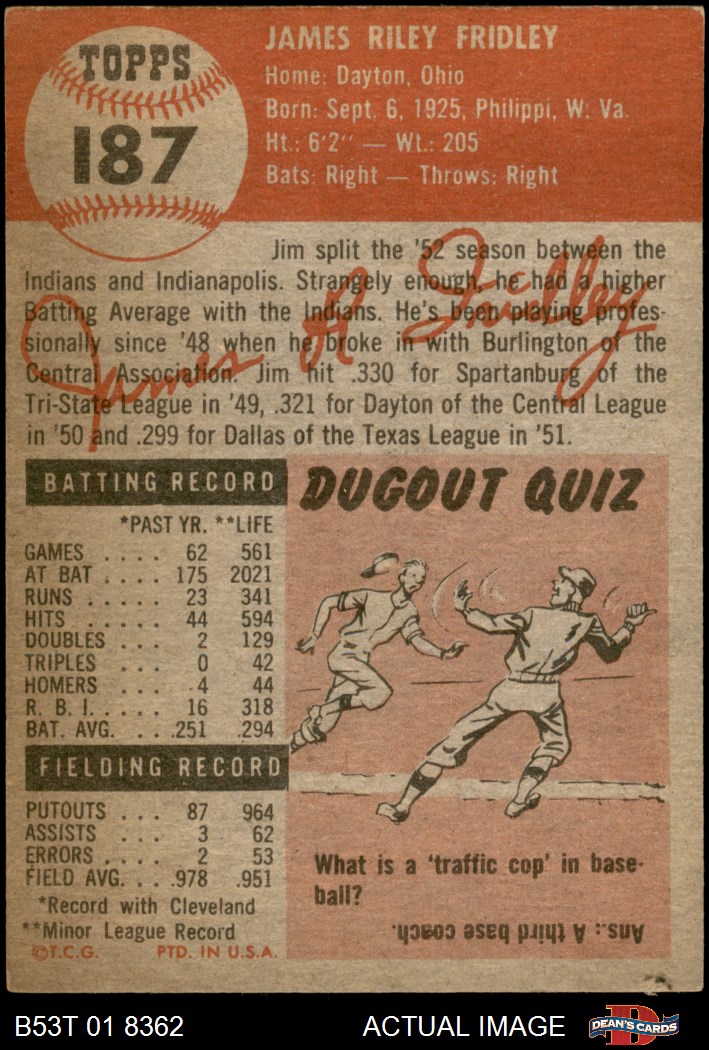 TOPPS
187
JAMES RILEY FRIDLEY
Home: Dayton, Ohio
Born: Sept. 6, 1925, Philippi, W. Va.
Ht.: 6'2" — Wt.: 205
Bats: Right — Throws: Right
Jim split the '52 season between the
Indians and Indianapolis. Strangely enough, he had a higher
Batting Average with the Indians. He's been playing profes-
sionally since '48 when he broke in with Burlington of the
Central Association. Jim hit .330 for Spartanburg of the
Tri-State League in '49, .321 for Dayton of the Central League
in '50 and .299 for Dallas of the Texas League in '51.
James R Fridley
BATTING RECORD
*PAST YR. **LIFE
GAMES .... 62 561
AT BAT .... 175 2021
RUNS ..... 23 341
HITS ..... 44 594
DOUBLES ... 2 129
TRIPLES ... 0 42
HOMERS ... 4 44
R. B. I. .... 16 318
BAT. AVG. ... .251 .294
FIELDING RECORD
PUTOUTS ... 87 964
ASSISTS .... 3 62
ERRORS .... 2 53
FIELD AVG. ... .978 .951
*Record with Cleveland
**Minor League Record
©T.C.G. PTD. IN U.S.A.
DUGOUT QUIZ
What is a 'traffic cop' in base-
ball?
Ans.: A third base coach.
B53T 01 8362 ACTUAL IMAGE
D
DEAN'S CARDS